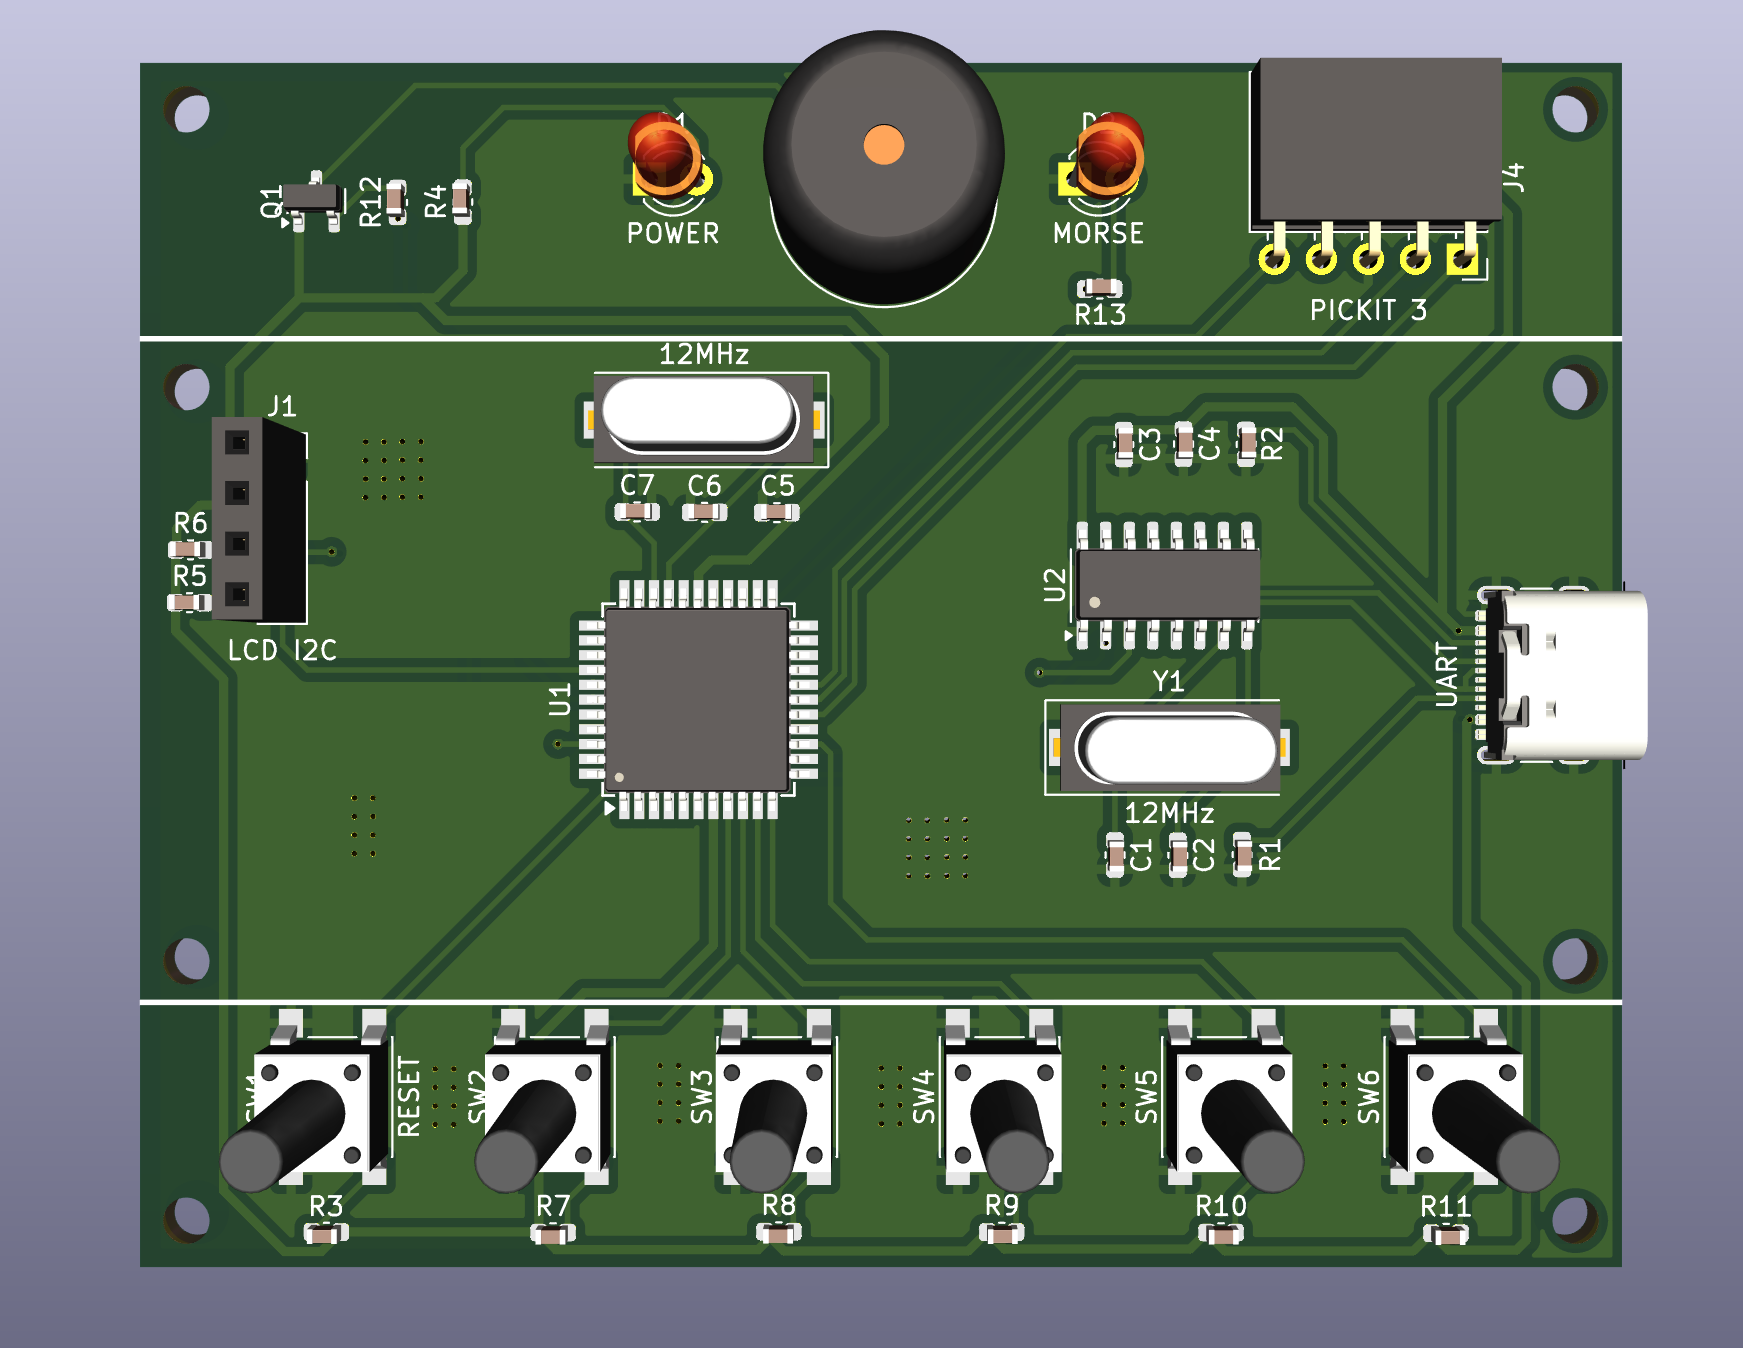 J4
Q1
R12
R4
POWER
MORSE
R13
PICKIT 3
12MHz
J1
C3
C4
R2
C7
C6
C5
R6
R5
U2
LCD I2C
U1
Y1
UART
12MHz
C1
C2
R1
RESET
SW2
SW3
SW4
SW5
SW6
R3
R7
R8
R9
R10
R11